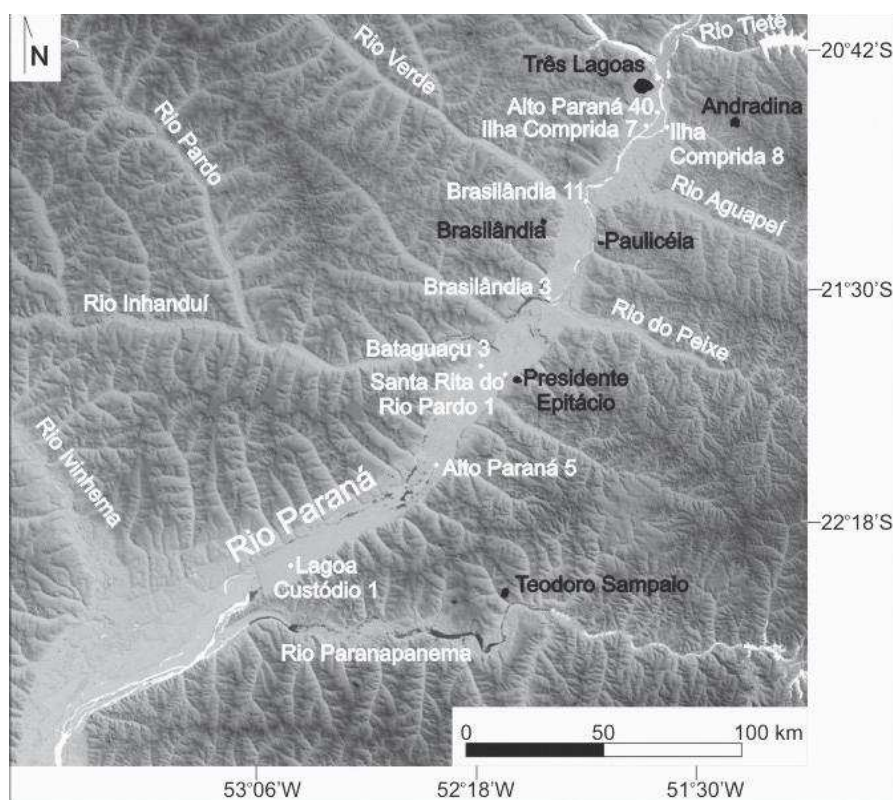 N
Rio Tietê
20°42'S
Rio Verde
Três Lagoas
Rio Pardo
Alto Paraná 40
Andradina
Ilha Comprida 7
Ilha
Comprida 8
Brasilândia 11
Rio Aguapeí
Brasilândia
Paulicéia
Brasilândia 3
21°30'S
Rio Inhanduí
Rio do Peixe
Bataguaçu 3
Santa Rita do
Rio Pardo 1
Presidente
Epitácio
Rio Ivinhema
Alto Paraná 5
Rio Paraná
22°18'S
Lagoa
Custódio 1
Teodoro Sampaio
Rio Paranapanema
0 50 100 km
53°06'W 52°18'W 51°30'W